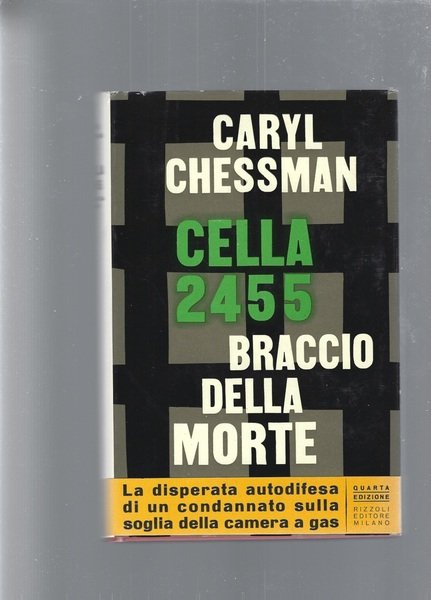 CARYL
CHESSMAN
CELLA
2455
BRACCIO
DELLA
MORTE
La disperata autodifesa
di un condannato sulla
soglia della camera a gas
QUARTA
EDIZIONE
RIZZOLI
EDITORE
MILANO